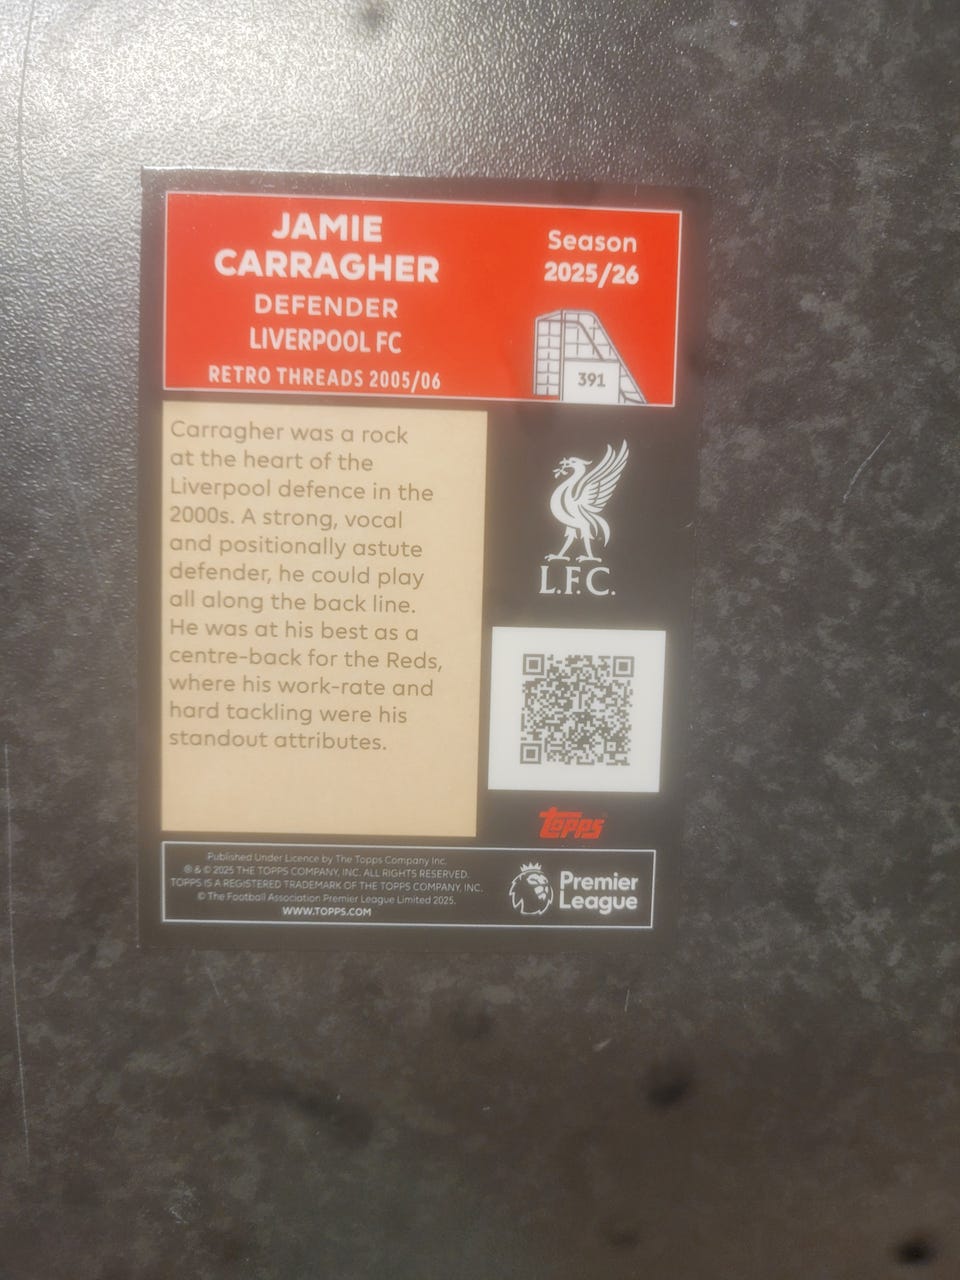 JAMIE
CARRAGHER
DEFENDER
LIVERPOOL FC
RETRO THREADS 2005/06
Season
2025/26
391
Carragher was a rock
at the heart of the
Liverpool defence in the
2000s. A strong, vocal
and positionally astute
defender, he could play
all along the back line.
He was at his best as a
centre-back for the Reds,
where his work-rate and
hard tackling were his
standout attributes.
L.F.C.
Topps
Published Under Licence by The Topps Company Inc.
® & © 2025 THE TOPPS COMPANY, INC. ALL RIGHTS RESERVED.
TOPPS IS A REGISTERED TRADEMARK OF THE TOPPS COMPANY, INC.
© The Football Association Premier League Limited 2025.
WWW.TOPPS.COM
Premier
League